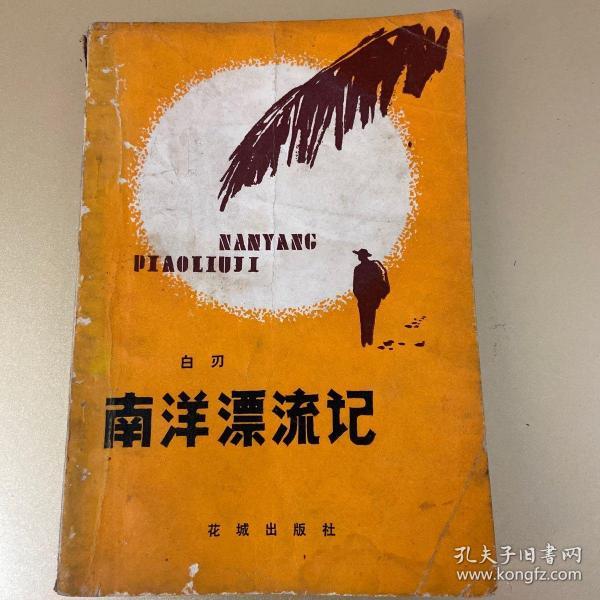 NANYANG
PIAOLIUJI
白刃
南洋漂流记
花城出版社
孔夫子旧書网
www.kongfz.com